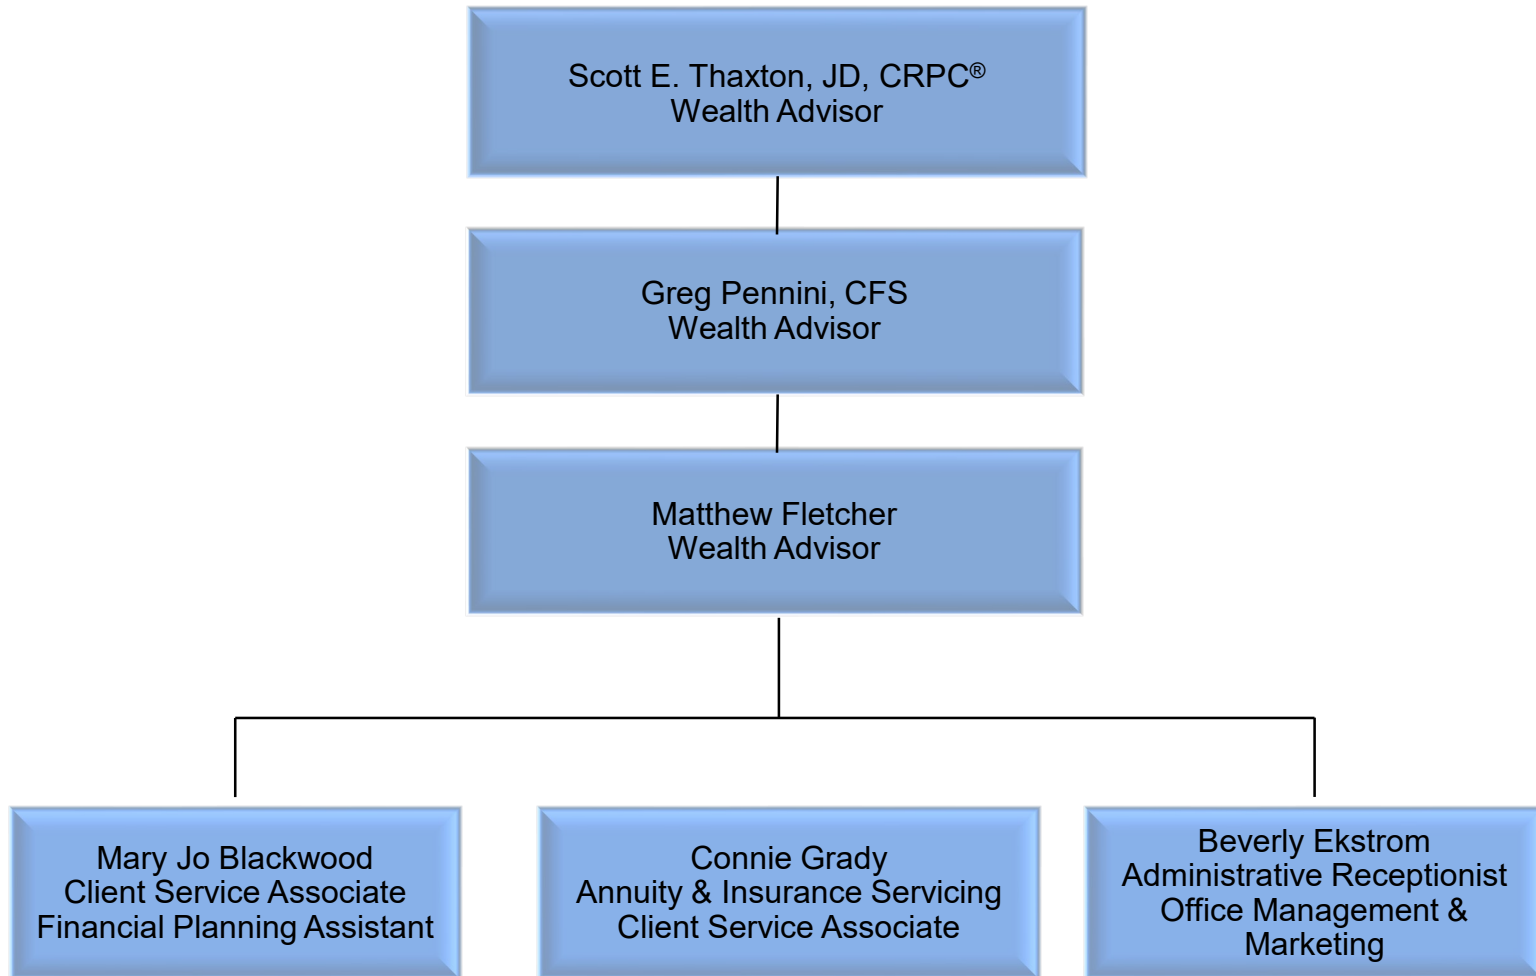 Scott E. Thaxton, JD, CRPC®
Wealth Advisor
Greg Pennini, CFS
Wealth Advisor
Matthew Fletcher
Wealth Advisor
Mary Jo Blackwood
Client Service Associate
Financial Planning Assistant
Connie Grady
Annuity & Insurance Servicing
Client Service Associate
Beverly Ekstrom
Administrative Receptionist
Office Management &
Marketing